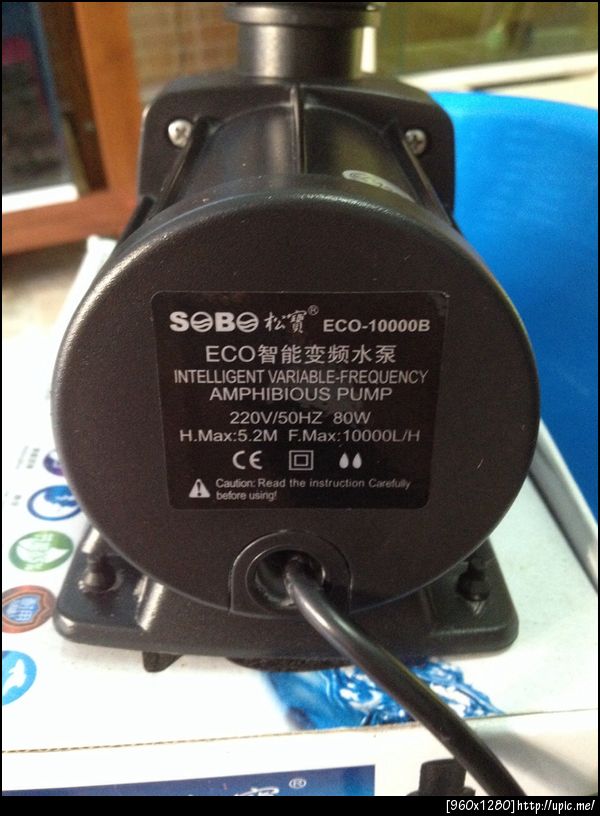 SOBO 松寶® ECO-10000B
ECO智能变频水泵
INTELLIGENT VARIABLE-FREQUENCY
AMPHIBIOUS PUMP
220V/50HZ 80W
H.Max:5.2M F.Max:10000L/H
CE
Caution: Read the instruction Carefully
before using!
®
[960x1280]http://upic.me/